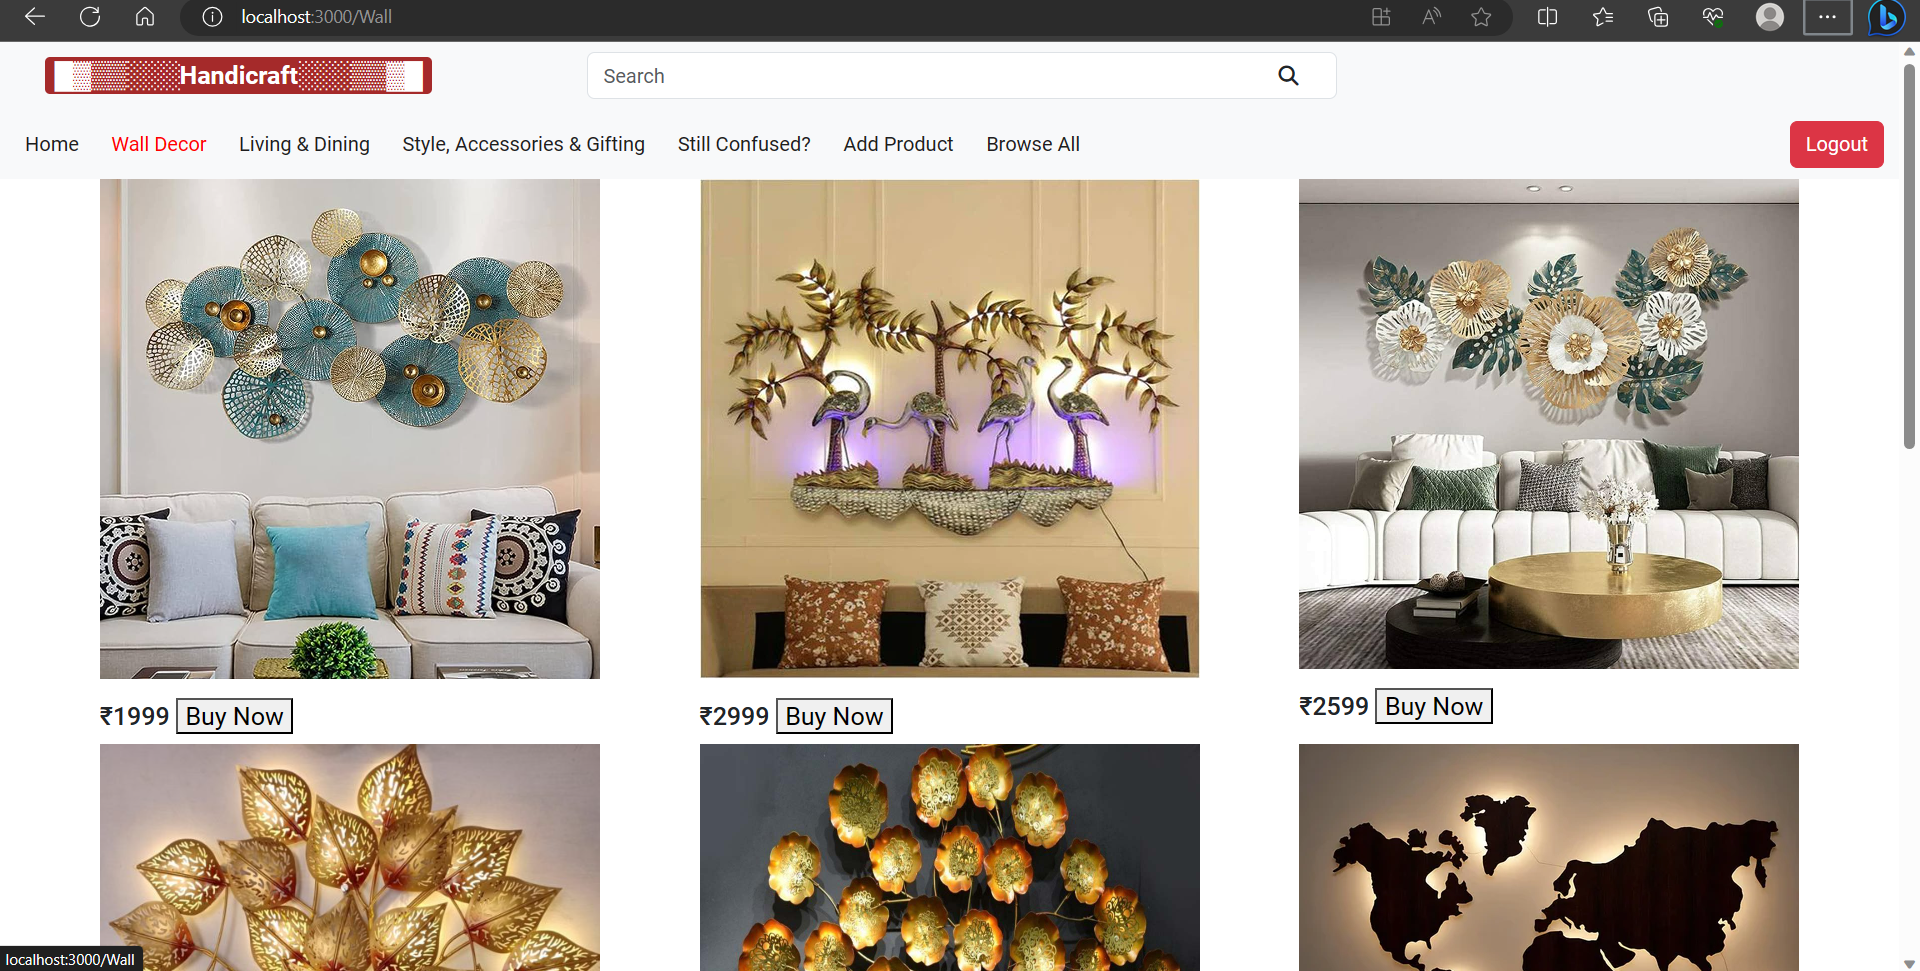 localhost:3000/Wall
Handicraft
Search
Home Wall Decor Living & Dining Style, Accessories & Gifting Still Confused? Add Product Browse All Logout
₹1999 Buy Now
₹2999 Buy Now
₹2599 Buy Now
localhost:3000/Wall